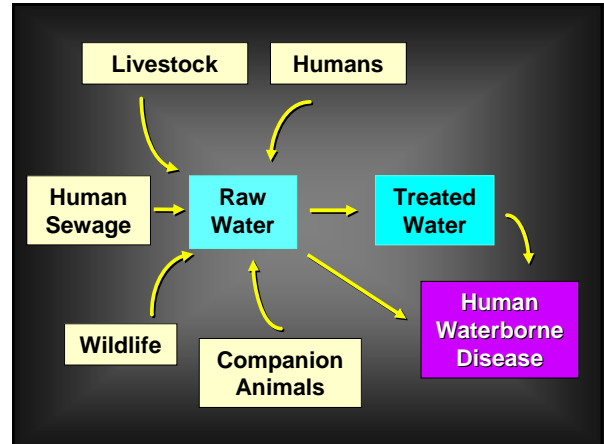 Livestock
Humans
Human
Sewage
Raw
Water
Treated
Water
Human
Waterborne
Disease
Wildlife
Companion
Animals